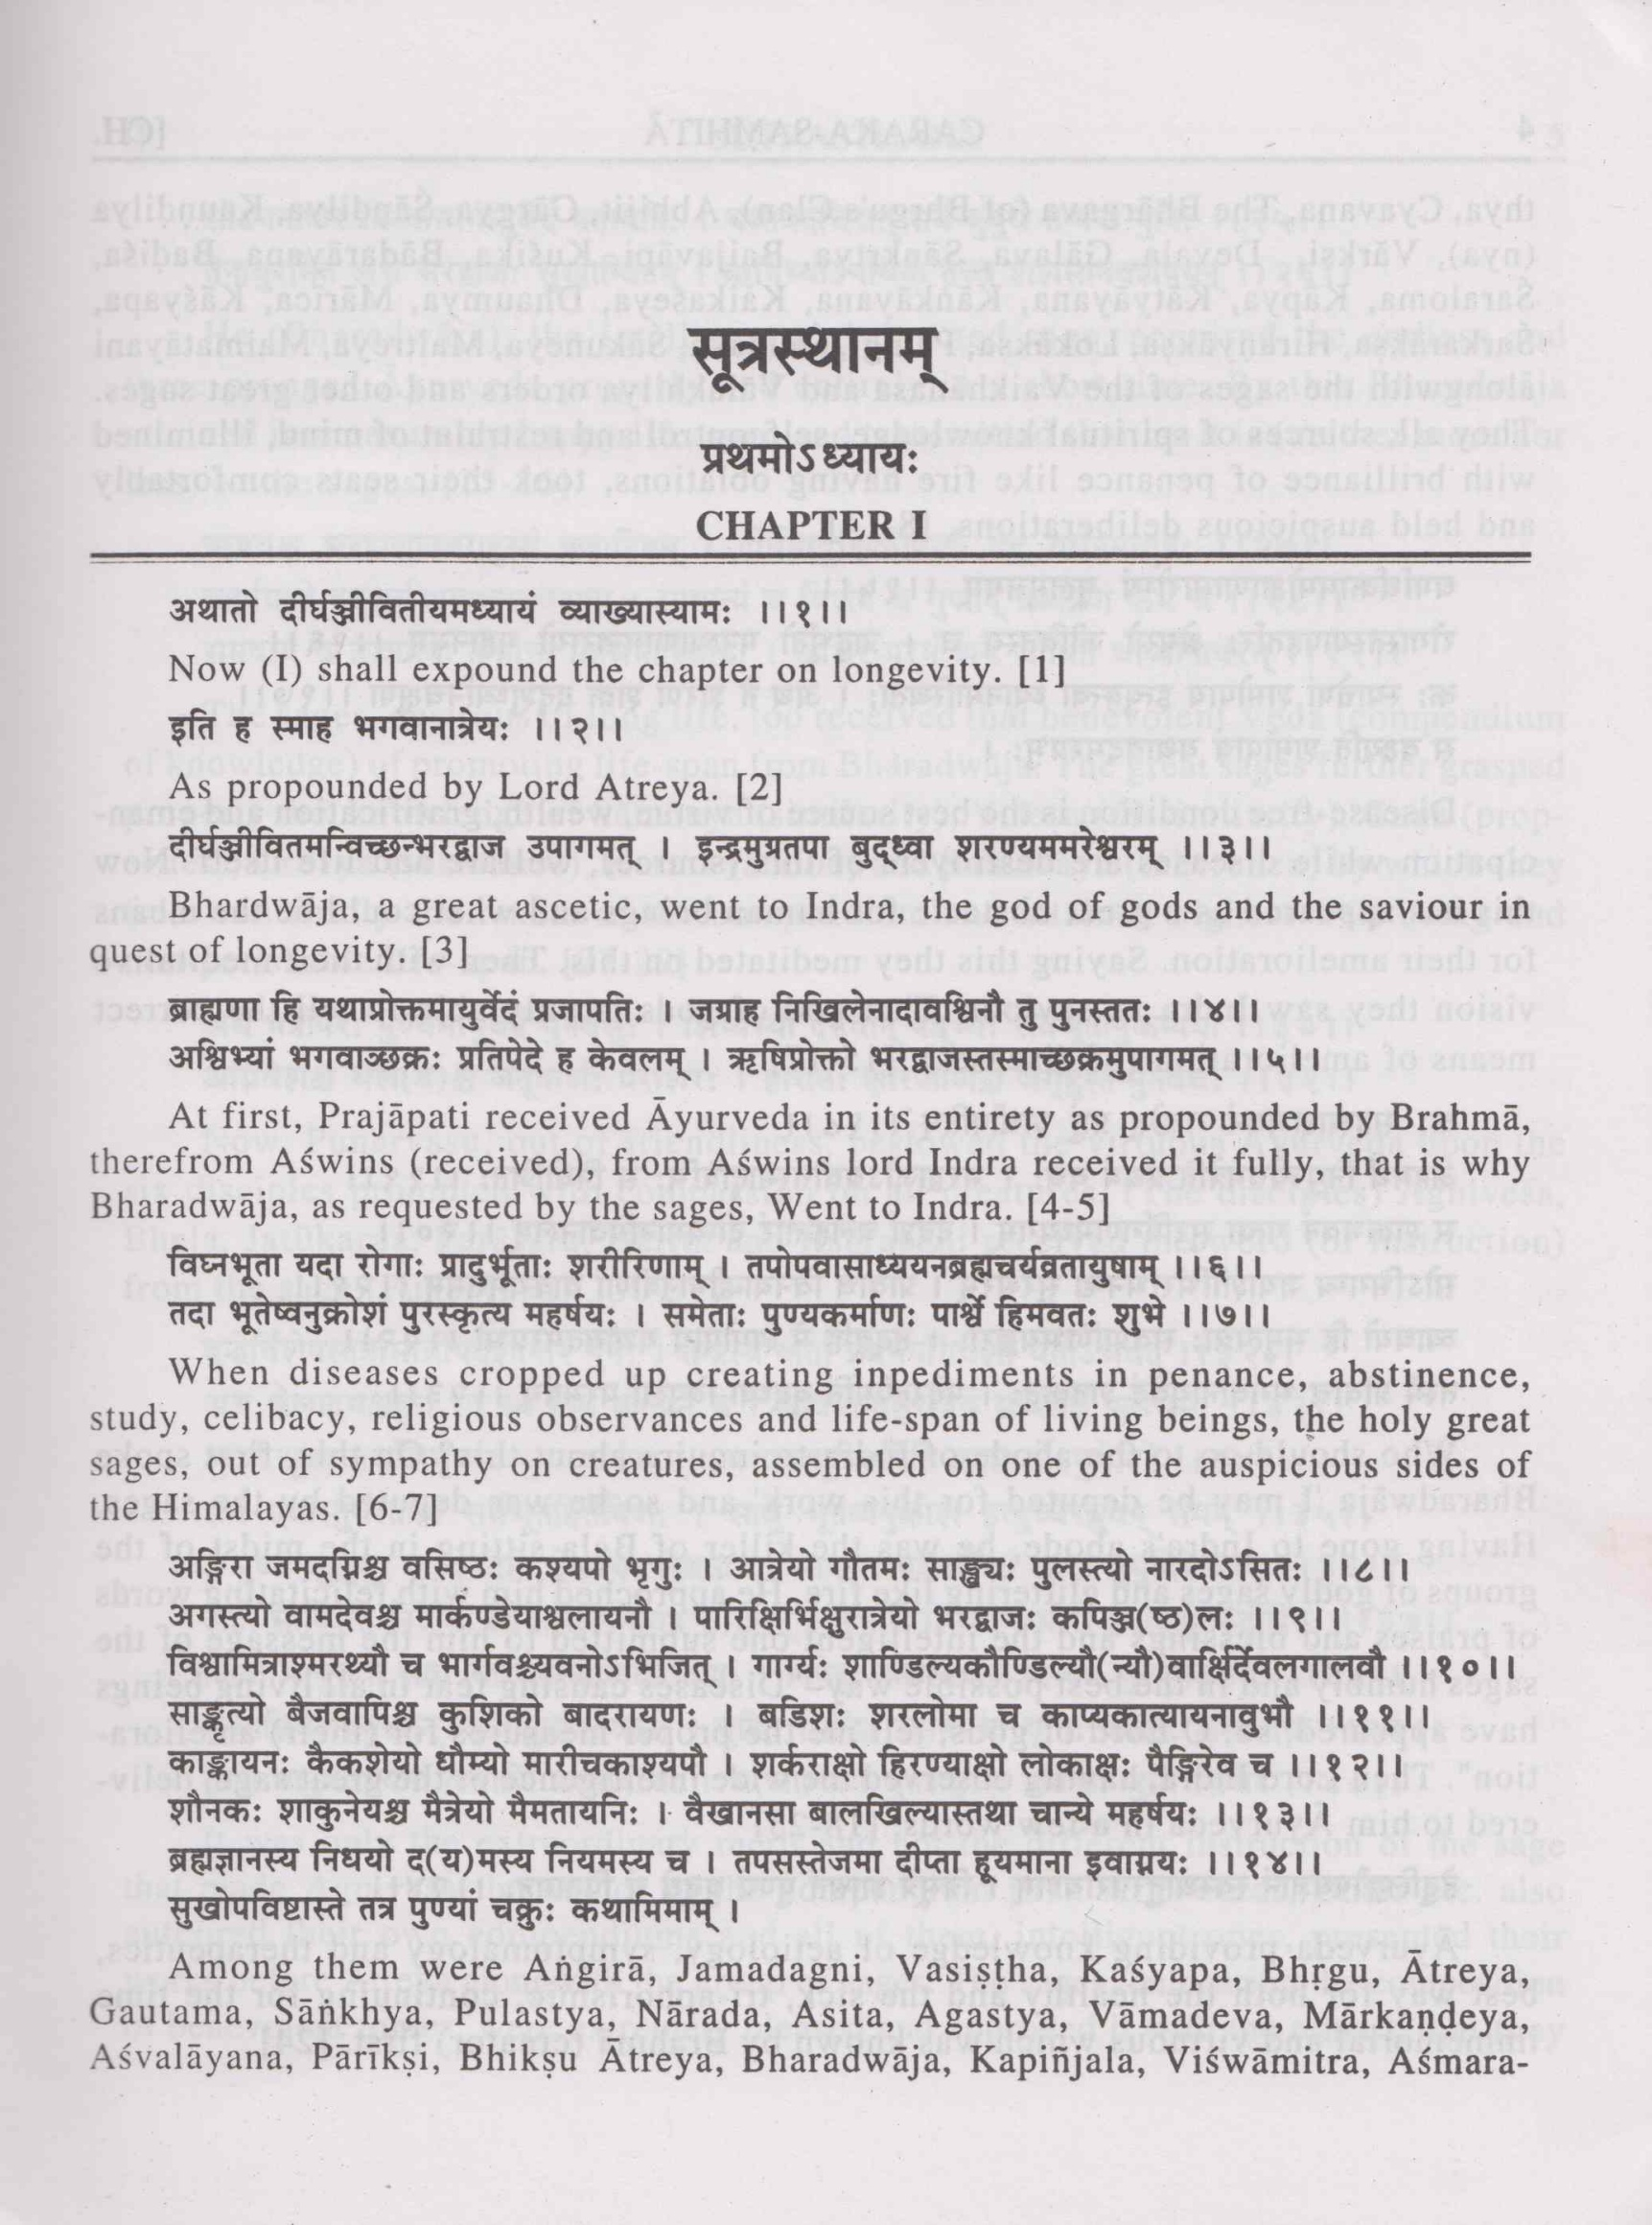 सूत्रस्थानम्
प्रथमोऽध्यायः
CHAPTER I
अथातो दीर्घञ्जीवितीयमध्यायं व्याख्यास्यामः ।।१।।
Now (I) shall expound the chapter on longevity. [1]
इति ह स्माह भगवानात्रेयः ।।२।।
As propounded by Lord Atreya. [2]
दीर्घञ्जीवितमन्विच्छन्भरद्वाज उपागमत् । इन्द्रमुग्रतपा बुद्ध्वा शरण्यममरेश्वरम् ।।३।।
Bhardwāja, a great ascetic, went to Indra, the god of gods and the saviour in
quest of longevity. [3]
ब्राह्मणा हि यथाप्रोक्तमायुर्वेदं प्रजापतिः । जग्राह निखिलेनादावश्विनौ तु पुनस्ततः ।।४।।
अश्विभ्यां भगवाञ्छक्रः प्रतिपेदे ह केवलम् । ऋषिप्रोक्तो भरद्वाजस्तस्माच्छक्रमुपागमत् ।।५।।
At first, Prajāpati received Āyurveda in its entirety as propounded by Brahmā,
therefrom Aświns (received), from Aświns lord Indra received it fully, that is why
Bharadwāja, as requested by the sages, Went to Indra. [4-5]
विघ्नभूता यदा रोगाः प्रादुर्भूताः शरीरिणाम् । तपोपवासाध्ययनब्रह्मचर्यव्रतायुषाम् ।।६।।
तदा भूतेष्वनुक्रोशं पुरस्कृत्य महर्षयः । समेताः पुण्यकर्माणः पार्श्वे हिमवतः शुभे ।।७।।
When diseases cropped up creating inpediments in penance, abstinence,
study, celibacy, religious observances and life-span of living beings, the holy great
sages, out of sympathy on creatures, assembled on one of the auspicious sides of
the Himalayas. [6-7]
अङ्गिरा जमदग्निश्च वसिष्ठः कश्यपो भृगुः । आत्रेयो गौतमः साङ्ख्यः पुलस्त्यो नारदोऽसितः ।।८।।
अगस्त्यो वामदेवश्च मार्कण्डेयाश्वलायनौ । पारिक्षिर्भिक्षुरात्रेयो भरद्वाजः कपिञ्ज(ष्ठ)लः ।।९।।
विश्वामित्राश्मरथ्यौ च भार्गवश्च्यवनोऽभिजित् । गार्ग्यः शाण्डिल्यकौण्डिल्यौ(न्यौ)वार्क्षिर्देवलगालवौ ।।१०।।
साङ्कृत्यो बैजवापिश्च कुशिको बादरायणः । बडिशः शरलोमा च काप्यकात्यायनावुभौ ।।११।।
काङ्कायनः कैकशेयो धौम्यो मारीचकाश्यपौ । शर्कराक्षो हिरण्याक्षो लोकाक्षः पैङ्गिरेव च ।।१२।।
शौनकः शाकुनेयश्च मैत्रेयो मैमतायनिः । वैखानसा बालखिल्यास्तथा चान्ये महर्षयः ।।१३।।
ब्रह्मज्ञानस्य निधयो द(य)मस्य नियमस्य च । तपसस्तेजमा दीप्ता हूयमाना इवाग्नयः ।।१४।।
सुखोपविष्टास्ते तत्र पुण्यां चक्रुः कथामिमाम् ।
Among them were Aṅgirā, Jamadagni, Vasiṣṭha, Kaśyapa, Bhṛgu, Ātreya,
Gautama, Sāṅkhya, Pulastya, Nārada, Asita, Agastya, Vāmadeva, Mārkaṇḍeya,
Aśvalāyana, Pārīkṣi, Bhikṣu Ātreya, Bharadwāja, Kapiñjala, Viświāmitra, Aśmara-